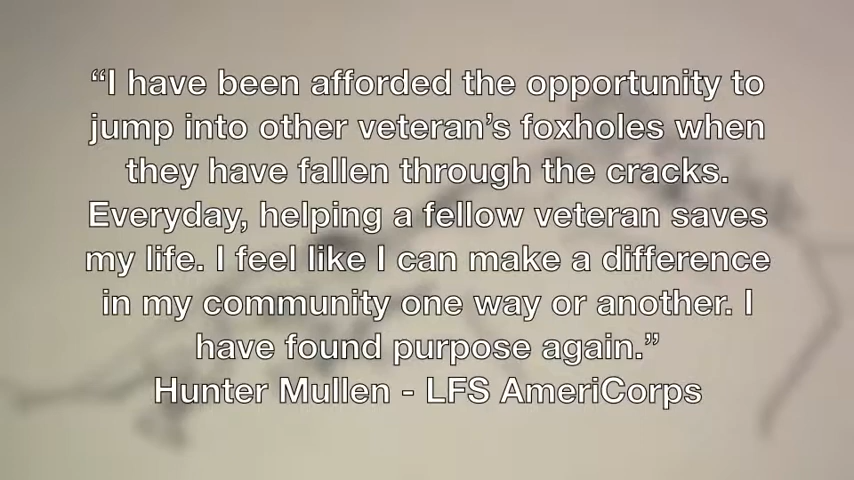 “I have been afforded the opportunity to
jump into other veteran’s foxholes when
they have fallen through the cracks.
Everyday, helping a fellow veteran saves
my life. I feel like I can make a difference
in my community one way or another. I
have found purpose again.”
Hunter Mullen - LFS AmeriCorps